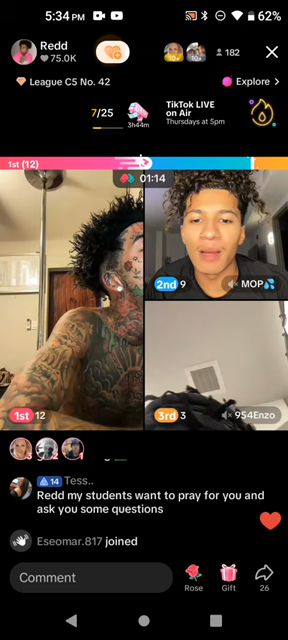 5:34 PM
62%
Redd
75.0K
10+
10+
182
League C5 No. 42
Explore >
7/25
3h44m
TikTok LIVE
on Air
Thursdays at 5pm
1st (12)
01:14
2nd 9
MOP💦
1st 12
3rd 3
954Enzo
14 Tess..
Redd my students want to pray for you and
ask you some questions
Eseomar.817 joined
Comment
Rose
Gift
26